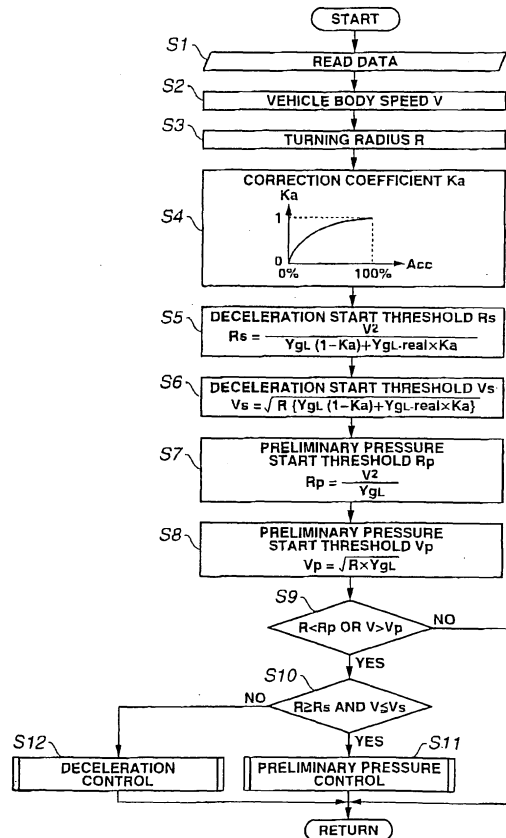 START
S1
READ DATA
S2
VEHICLE BODY SPEED V
S3
TURNING RADIUS R
S4
CORRECTION COEFFICIENT Ka
Ka
1
0
0%
100%
Acc
S5
DECELERATION START THRESHOLD Rs
Rs = V² / YgL (1-Ka)+YgL-real×Ka
S6
DECELERATION START THRESHOLD Vs
Vs = √R {YgL (1-Ka)+YgL-real×Ka}
S7
PRELIMINARY PRESSURE
START THRESHOLD Rp
Rp = V² / YgL
S8
PRELIMINARY PRESSURE
START THRESHOLD Vp
Vp = √R×YgL
S9
R<Rp OR V>Vp
NO
YES
S10
R≥Rs AND V≤Vs
NO
YES
S12
DECELERATION
CONTROL
S11
PRELIMINARY PRESSURE
CONTROL
RETURN